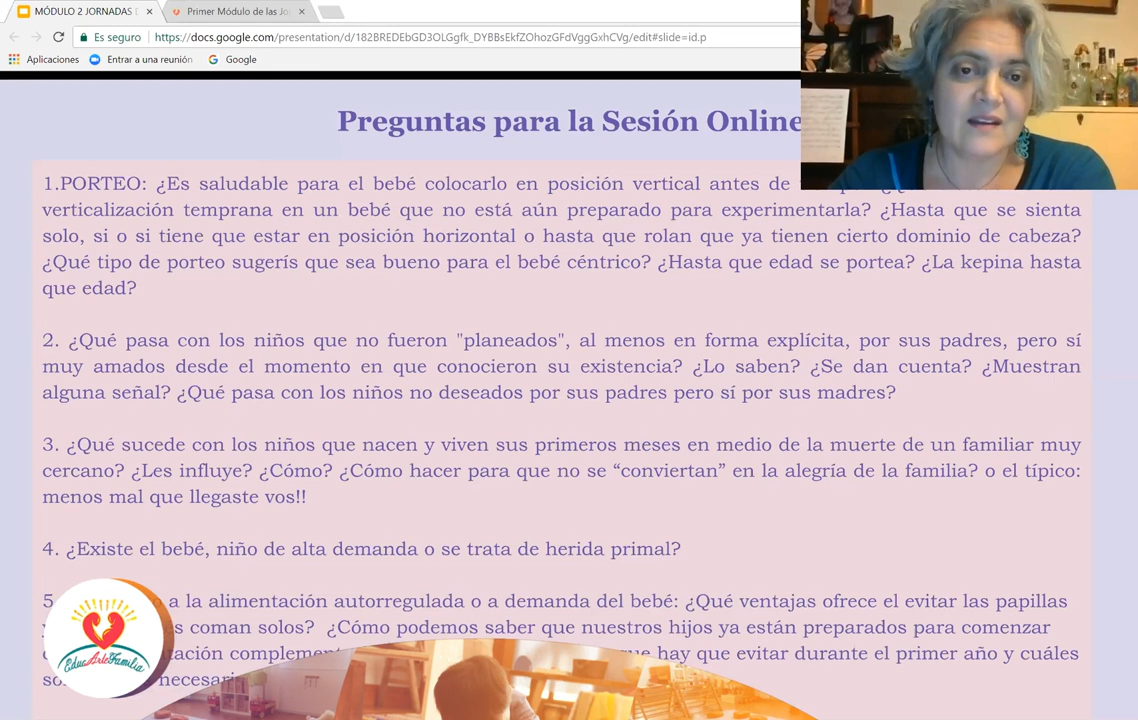 MÓDULO 2 JORNADAS
Primer Módulo de las Jo
Es seguro
https://docs.google.com/presentation/d/182BREDEbGD3OLGgfk_DYBBsEkfZOhozGFdVggGxhCVg/edit#slide=id.p
Aplicaciones
Entrar a una reunión
Google
Preguntas para la Sesión Online
1.PORTEO: ¿Es saludable para el bebé colocarlo en posición vertical antes de
verticalización temprana en un bebé que no está aún preparado para experimentarla? ¿Hasta que se sienta
solo, si o si tiene que estar en posición horizontal o hasta que rolan que ya tienen cierto dominio de cabeza?
¿Qué tipo de porteo sugerís que sea bueno para el bebé céntrico? ¿Hasta que edad se portea? ¿La kepina hasta
que edad?
2. ¿Qué pasa con los niños que no fueron "planeados", al menos en forma explícita, por sus padres, pero sí
muy amados desde el momento en que conocieron su existencia? ¿Lo saben? ¿Se dan cuenta? ¿Muestran
alguna señal? ¿Qué pasa con los niños no deseados por sus padres pero sí por sus madres?
3. ¿Qué sucede con los niños que nacen y viven sus primeros meses en medio de la muerte de un familiar muy
cercano? ¿Les influye? ¿Cómo? ¿Cómo hacer para que no se “conviertan” en la alegría de la familia? o el típico:
menos mal que llegaste vos!!
4. ¿Existe el bebé, niño de alta demanda o se trata de herida primal?
5 a la alimentación autorregulada o a demanda del bebé: ¿Qué ventajas ofrece el evitar las papillas
coman solos? ¿Cómo podemos saber que nuestros hijos ya están preparados para comenzar
hay que evitar durante el primer año y cuáles
EducArteFamilia